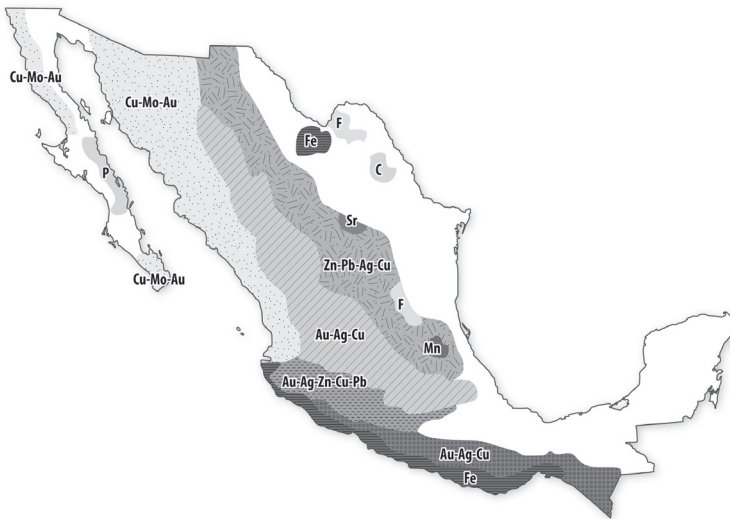 Cu-Mo-Au
Cu-Mo-Au
F
Fe
C
P
Sr
Zn-Pb-Ag-Cu
Cu-Mo-Au
F
Au-Ag-Cu
Mn
Au-Ag-Zn-Cu-Pb
Au-Ag-Cu
Fe